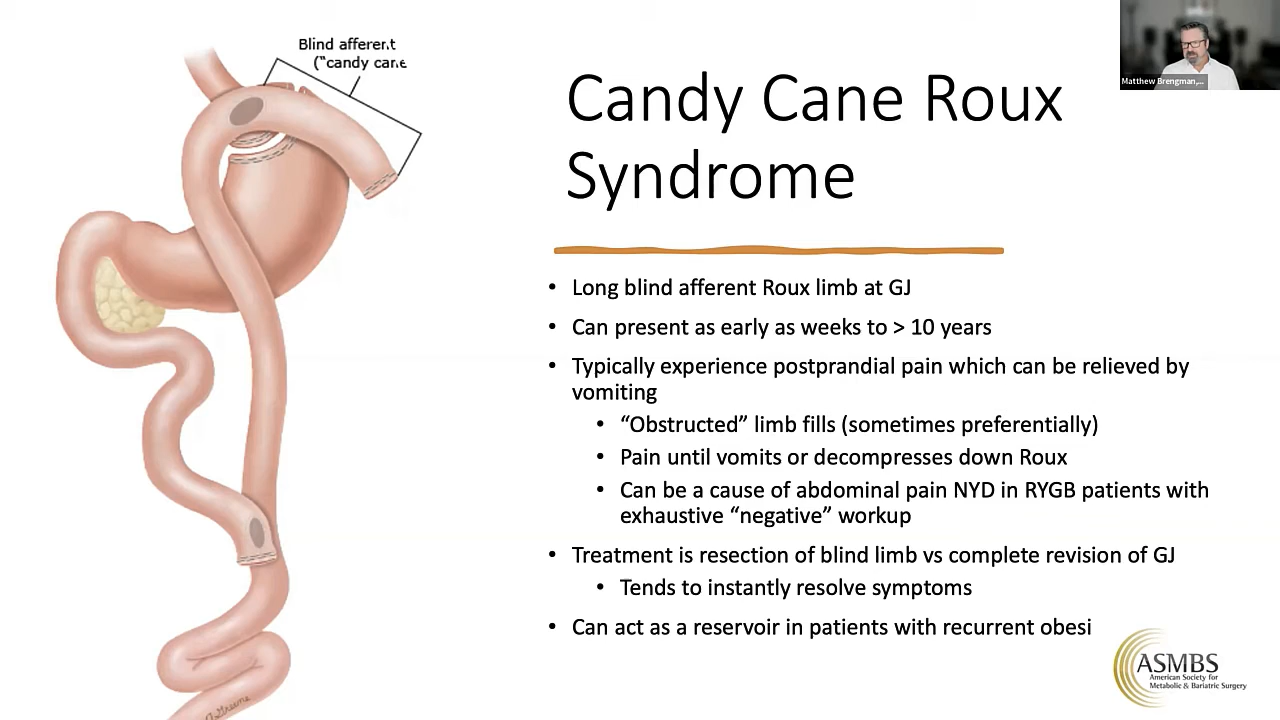 Blind afferent
("candy cane
Matthew Brengman,...
Candy Cane Roux
Syndrome
• Long blind afferent Roux limb at GJ
• Can present as early as weeks to > 10 years
• Typically experience postprandial pain which can be relieved by
vomiting
• “Obstructed” limb fills (sometimes preferentially)
• Pain until vomits or decompresses down Roux
• Can be a cause of abdominal pain NYD in RYGB patients with
exhaustive “negative” workup
• Treatment is resection of blind limb vs complete revision of GJ
• Tends to instantly resolve symptoms
• Can act as a reservoir in patients with recurrent obesi
ASMBS
American Society for
Metabolic & Bariatric Surgery